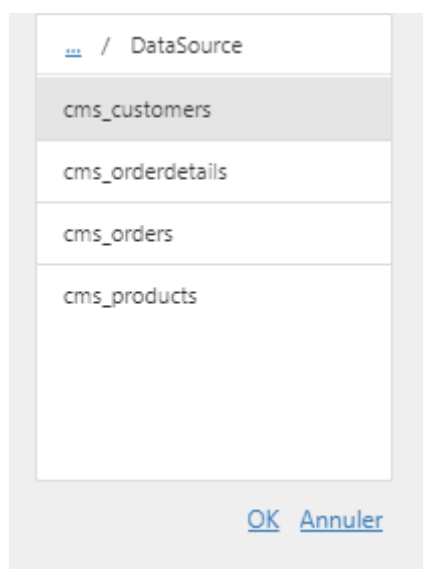 ... / DataSource
cms_customers
cms_orderdetails
cms_orders
cms_products
OK Annuler